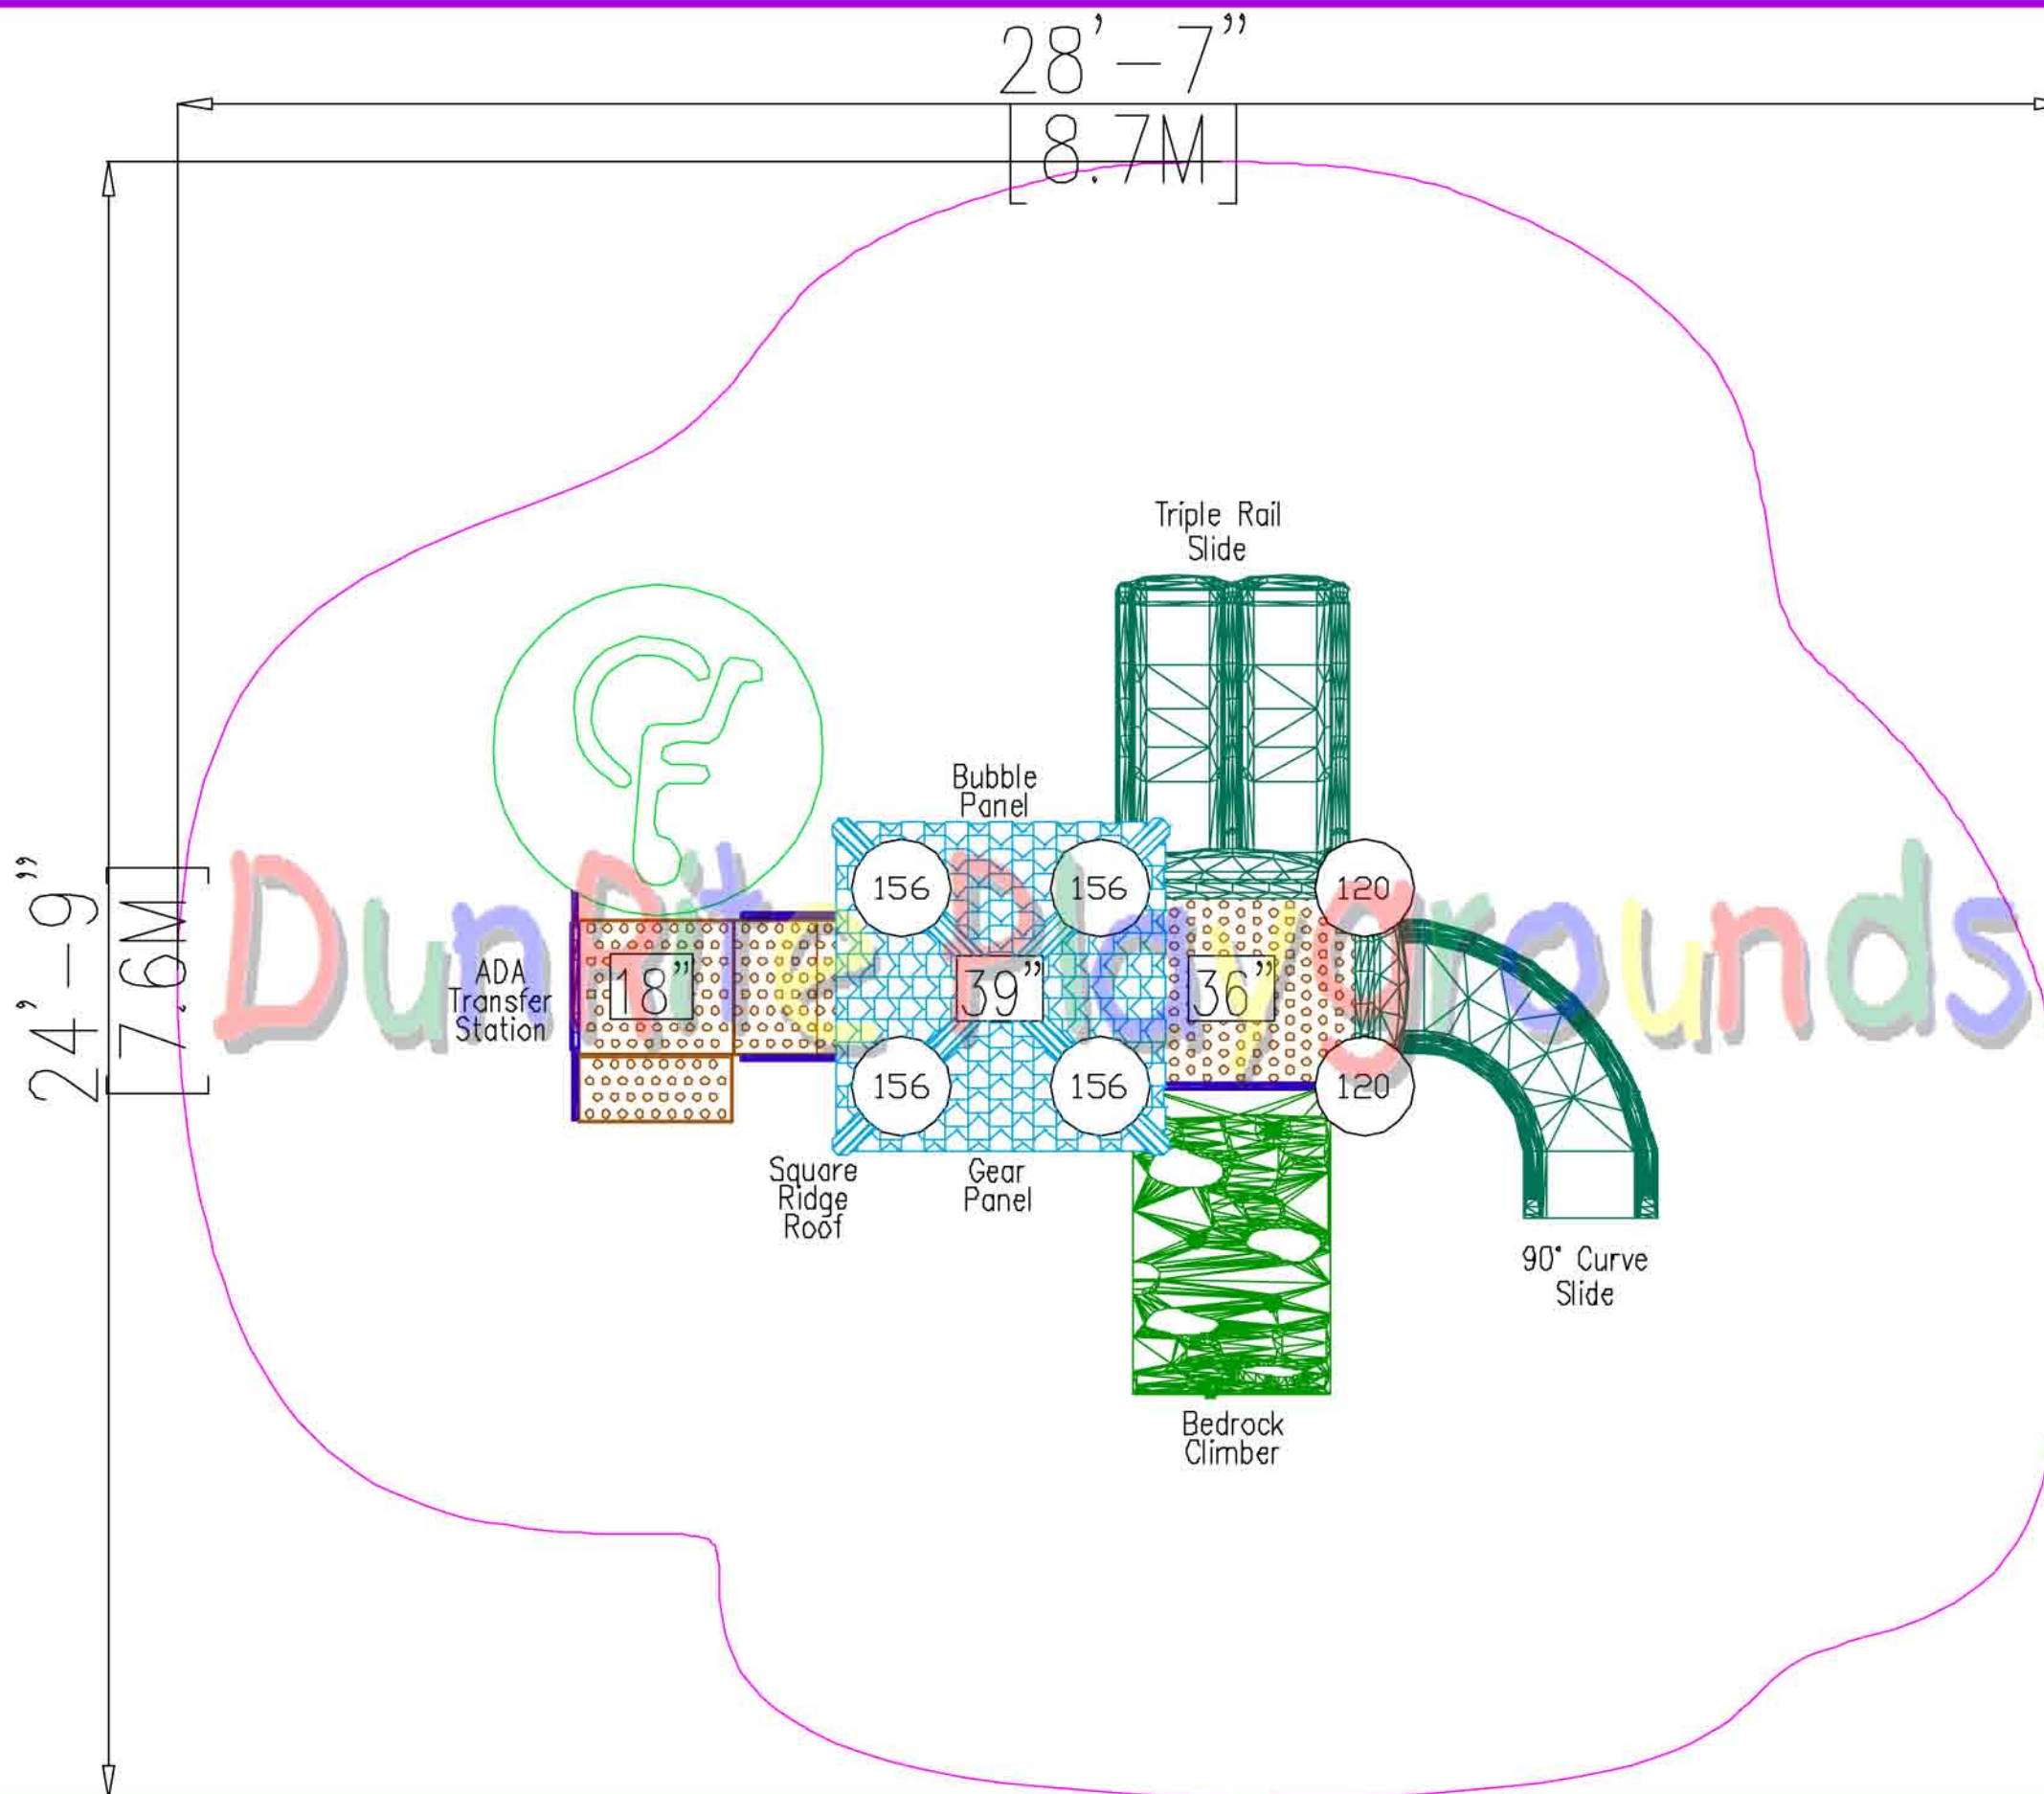 28'-7"
[8.7M]
24'-9"
[7.6M]
Triple Rail
Slide
Bubble
Panel
156
156
120
DunRite Playgrounds
ADA
Transfer
Station
18"
39"
36"
156
156
120
Square
Ridge
Roof
Gear
Panel
90° Curve
Slide
Bedrock
Climber